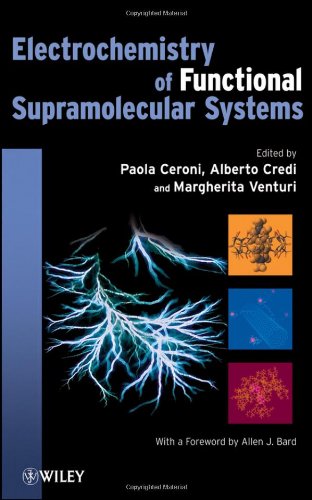 Electrochemistry
of Functional
Supramolecular Systems
Edited by
Paola Ceroni, Alberto Credi
and Margherita Venturi
With a Foreword by Allen J. Bard
WILEY